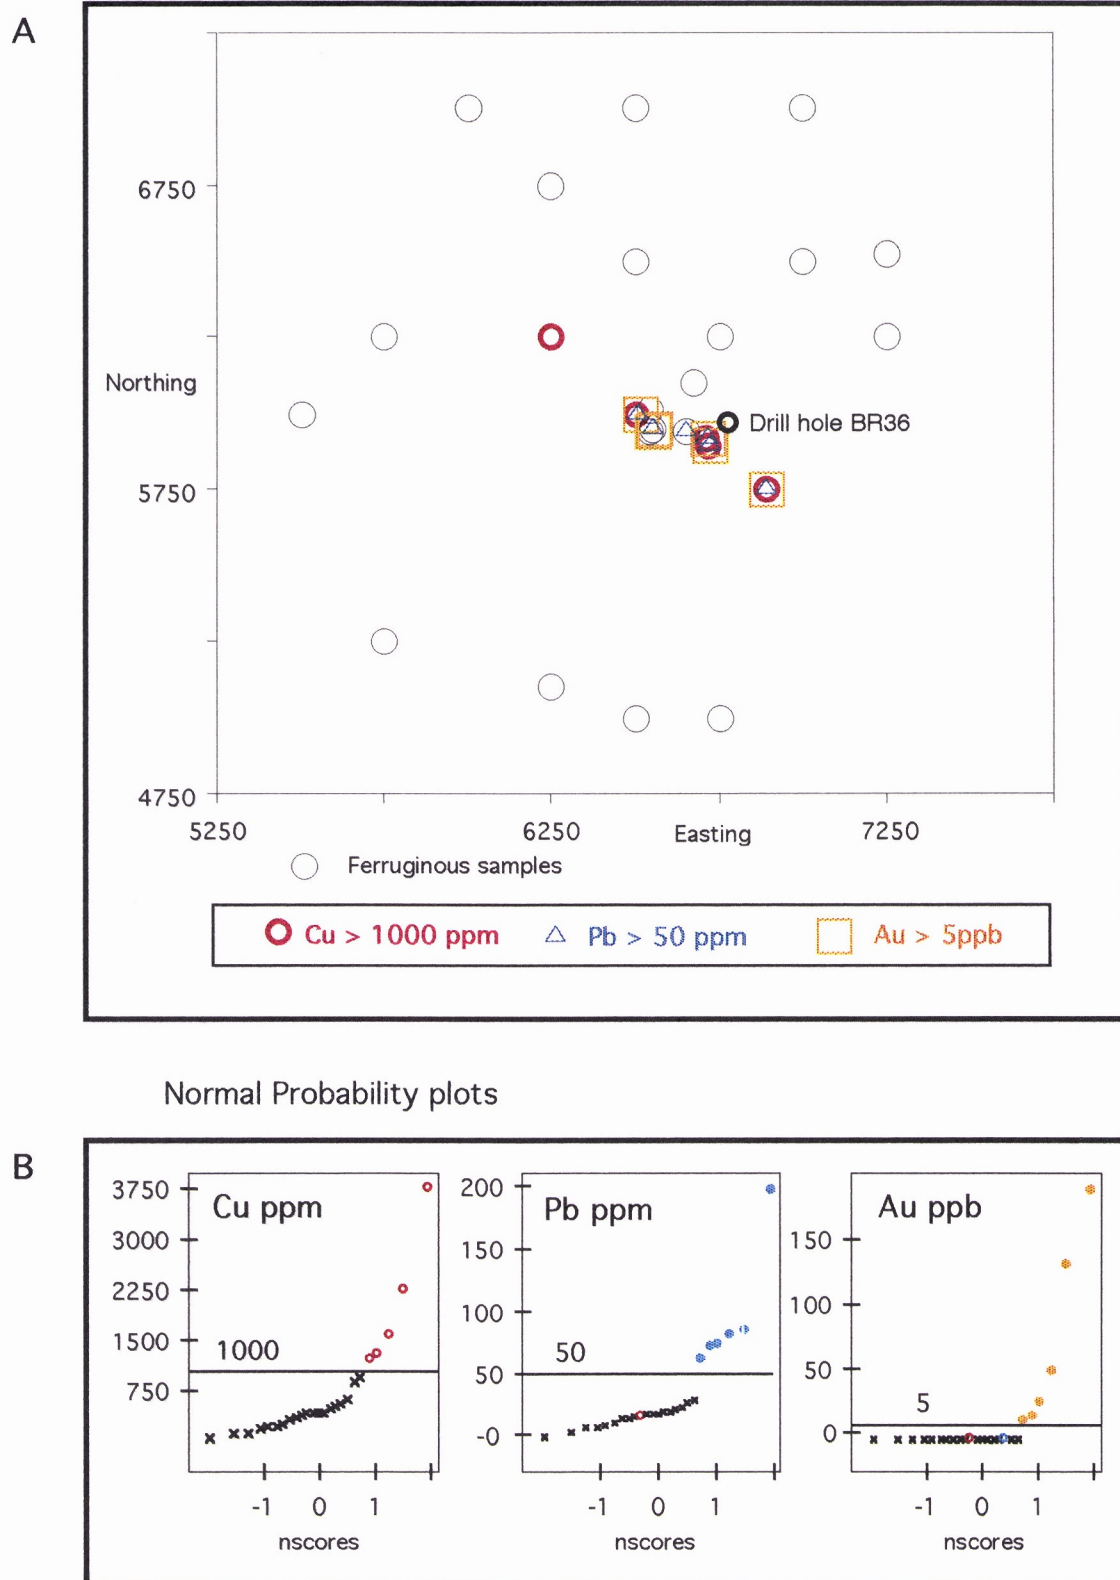 A
6750
Northing
Drill hole BR36
5750
4750
5250 6250 Easting 7250
Ferruginous samples
Cu > 1000 ppm Pb > 50 ppm Au > 5ppb
Normal Probability plots
B
Cu ppm
3750
3000
2250
1500
1000
750
-1 0 1
nscores
Pb ppm
200
150
100
50
50
-0
-1 0 1
nscores
Au ppb
150
100
50
5
0
-1 0 1
nscores